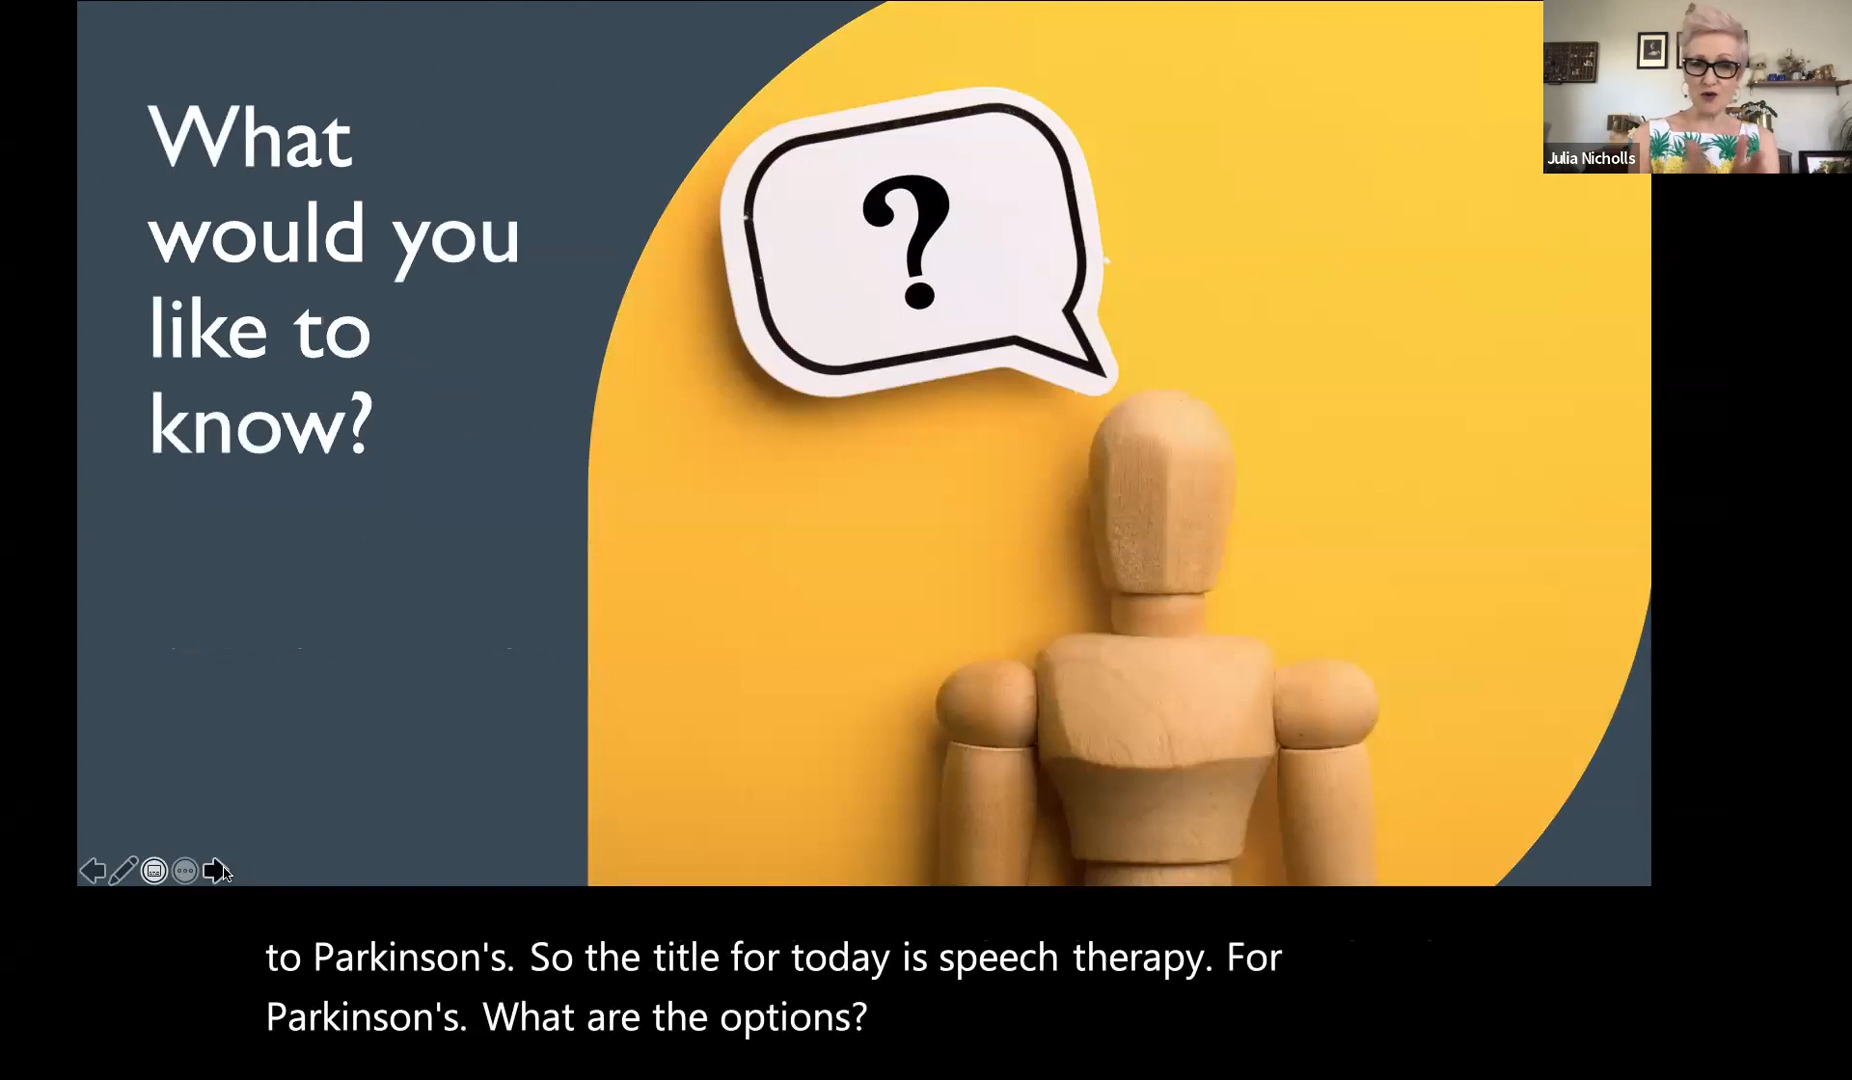 What
would you
like to
know?
?
Julia Nicholls
to Parkinson's. So the title for today is speech therapy. For
Parkinson's. What are the options?